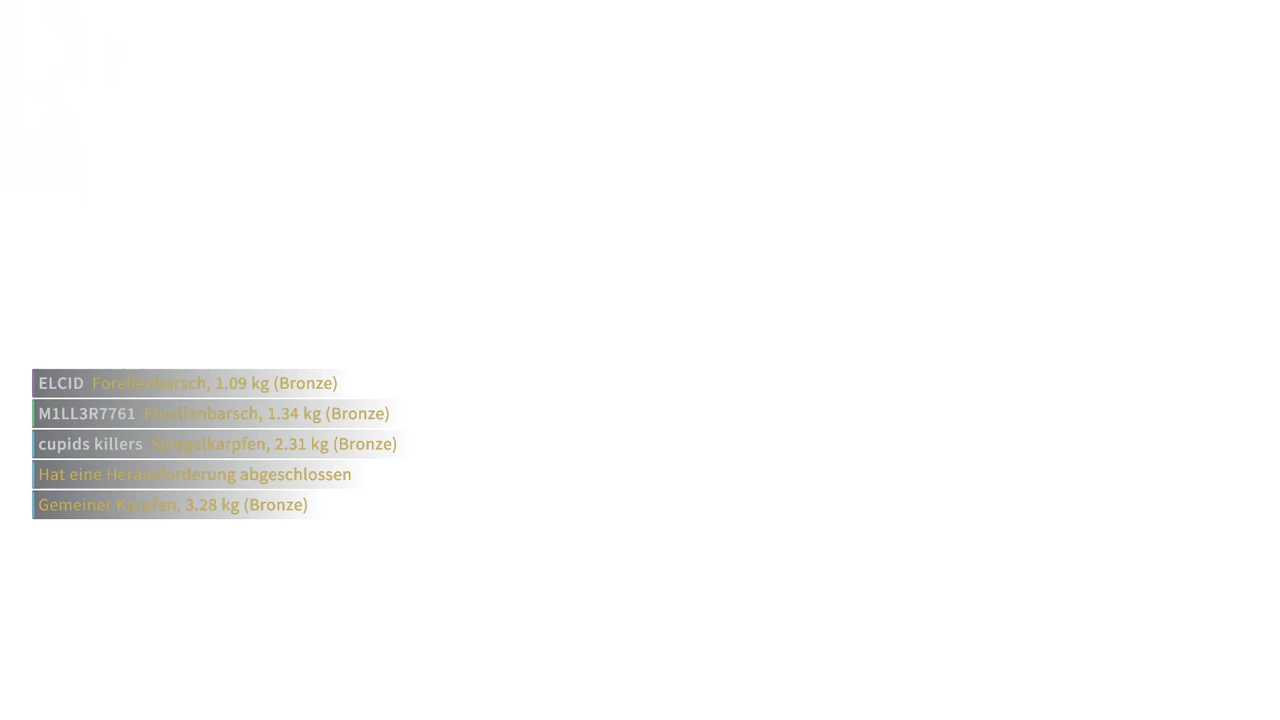 ELCID Forellenbarsch, 1.09 kg (Bronze)
M1LL3R7761 Forellenbarsch, 1.34 kg (Bronze)
cupids killers Spiegelkarpfen, 2.31 kg (Bronze)
Hat eine Herausforderung abgeschlossen
Gemeiner Karpfen, 3.28 kg (Bronze)